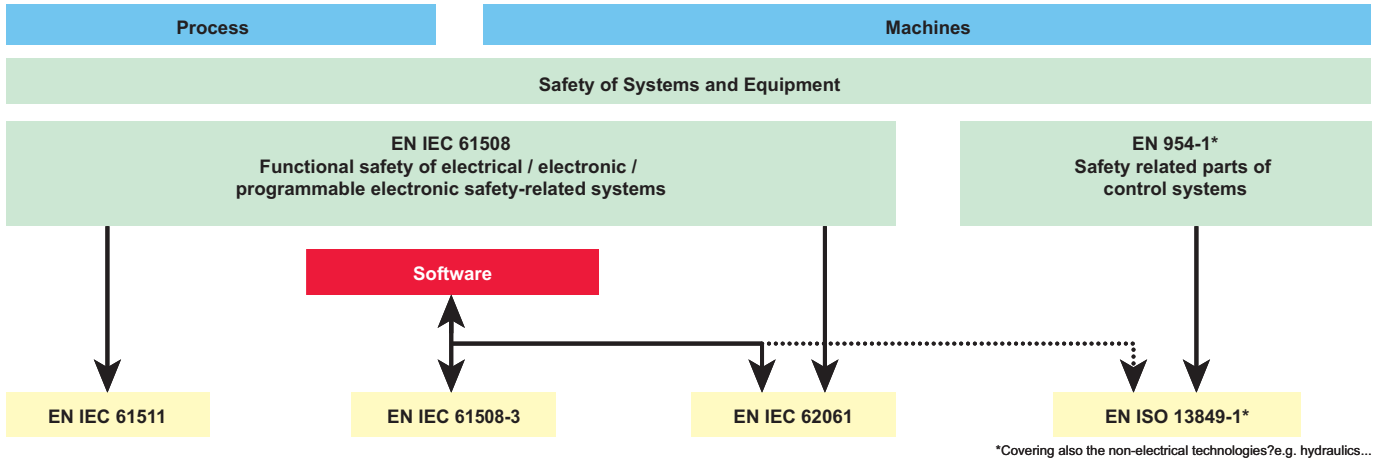 Process
Machines
Safety of Systems and Equipment
EN IEC 61508
Functional safety of electrical / electronic /
programmable electronic safety-related systems
EN 954-1*
Safety related parts of
control systems
Software
EN IEC 61511
EN IEC 61508-3
EN IEC 62061
EN ISO 13849-1*
*Covering also the non-electrical technologies?e.g. hydraulics...